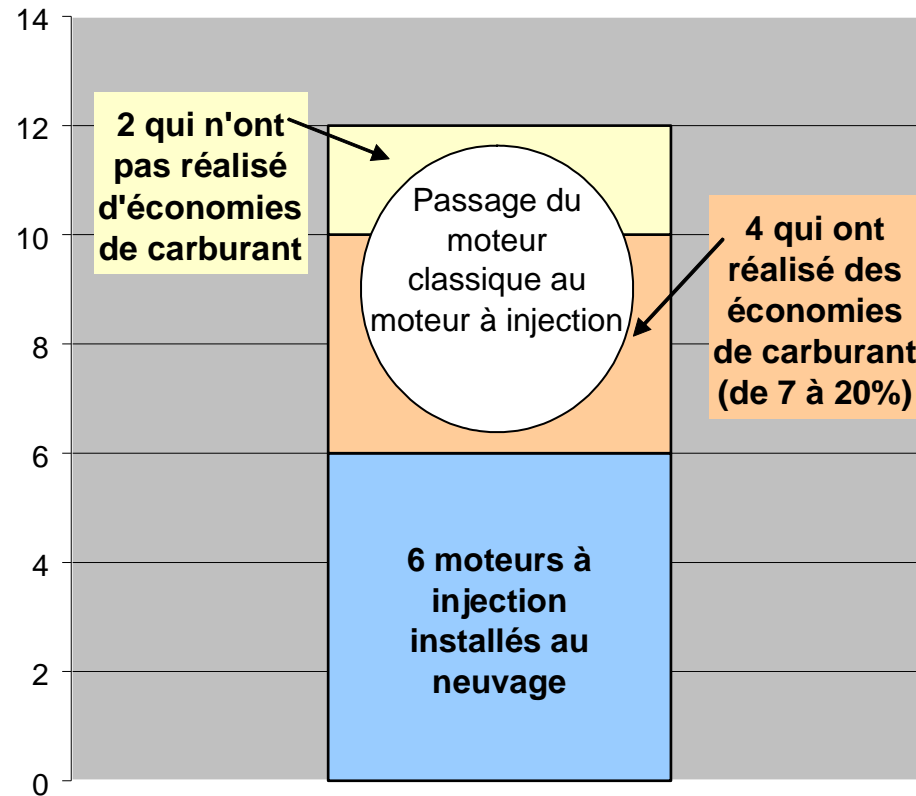 14
12
10
8
6
4
2
0
2 qui n'ont
pas réalisé
d'économies
de carburant
Passage du
moteur
classique au
moteur à injection
4 qui ont
réalisé des
économies
de carburant
(de 7 à 20%)
6 moteurs à
injection
installés au
neuvage